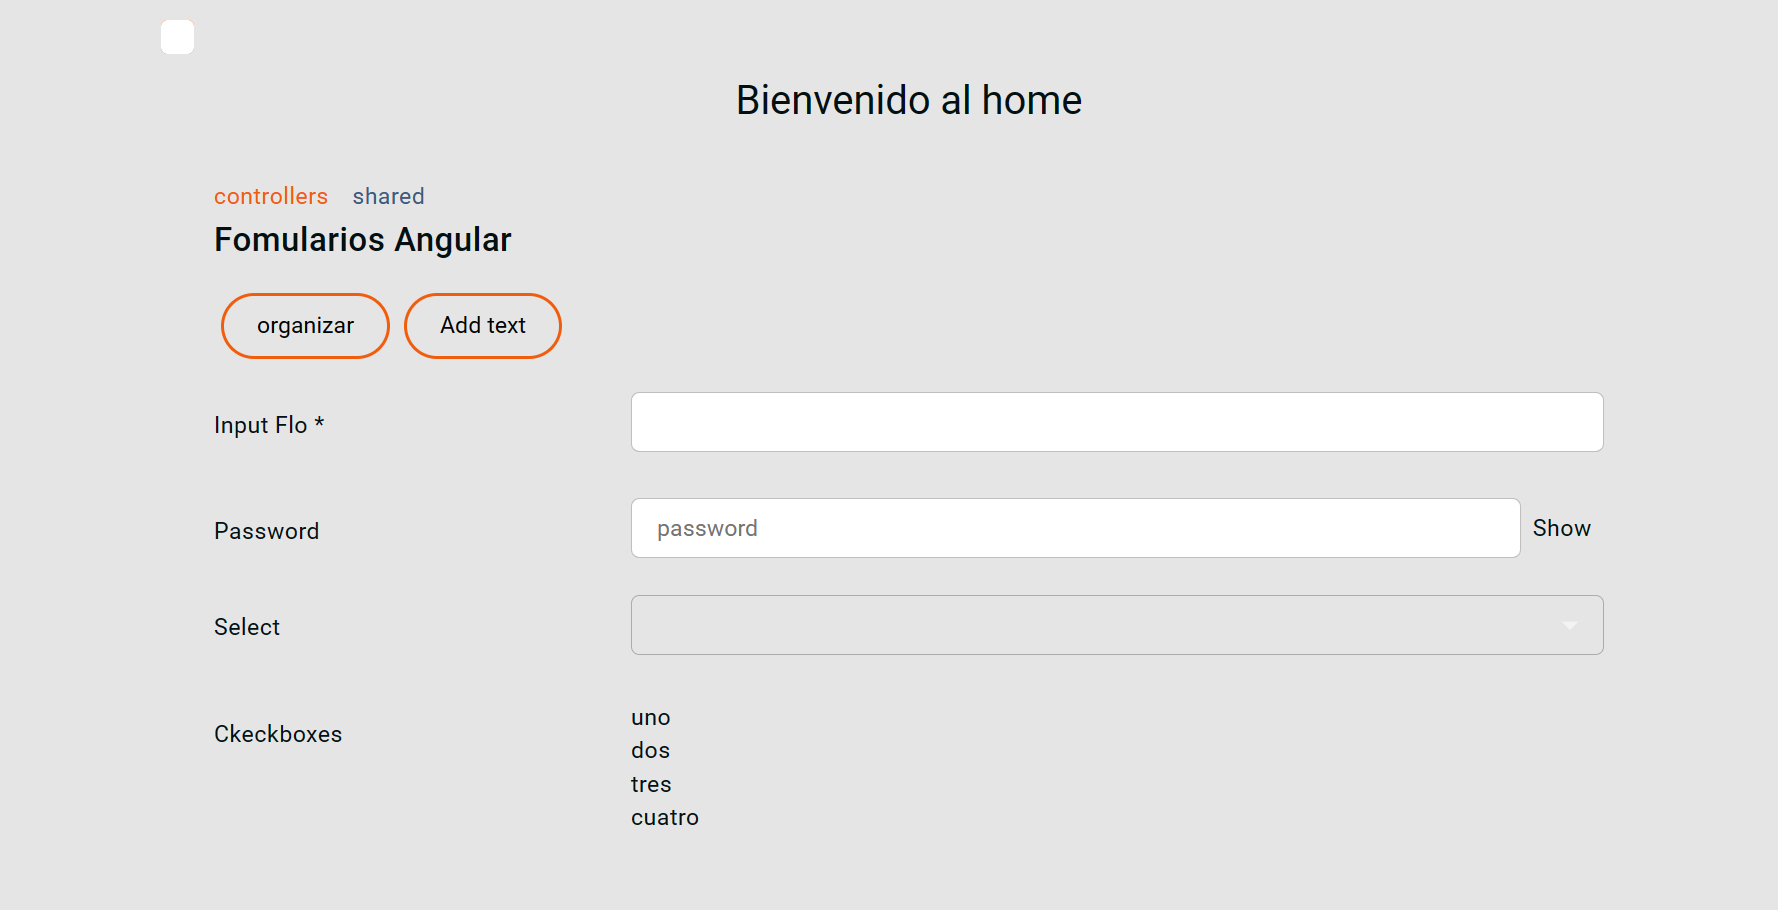 Bienvenido al home
controllers shared
Fomularios Angular
organizar Add text
Input Flo *
Password password Show
Select
Ckeckboxes
uno
dos
tres
cuatro